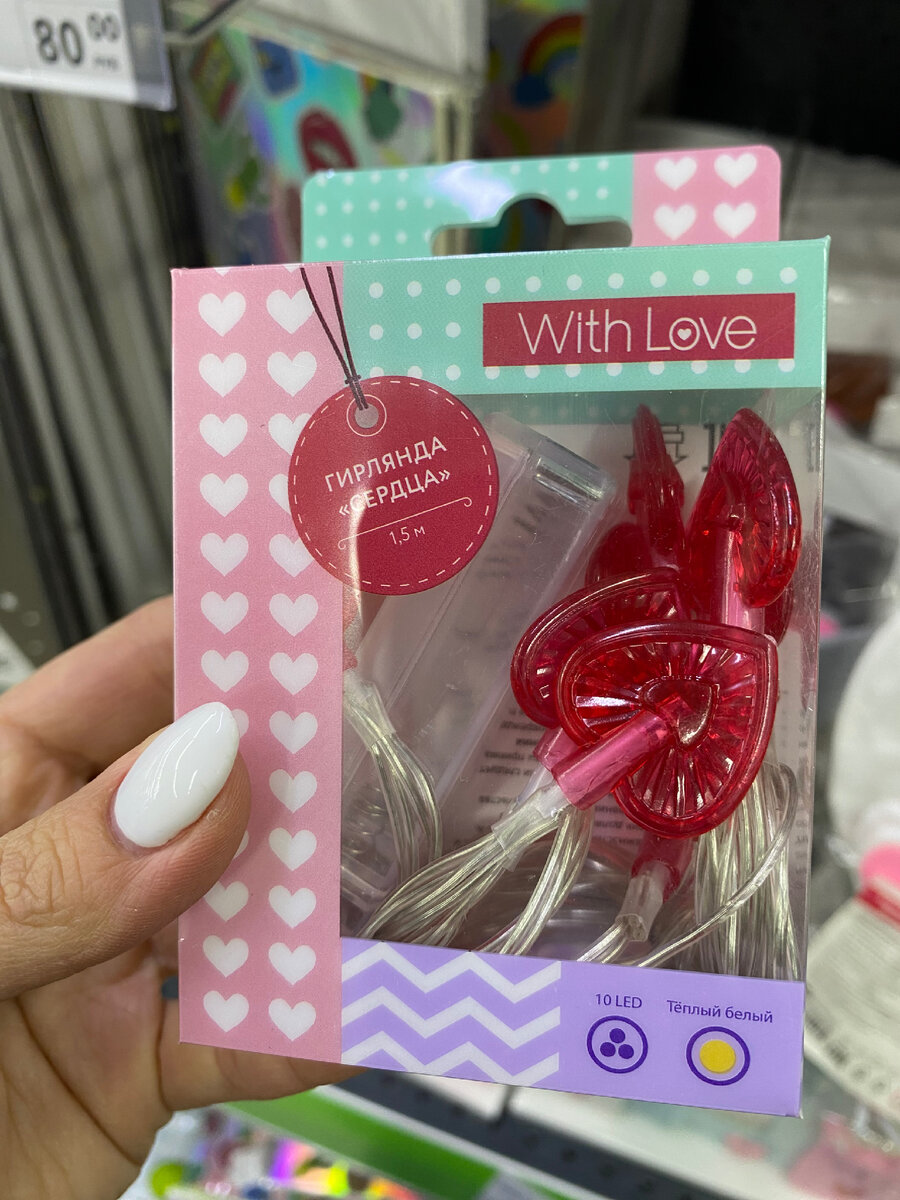 80 00
With Love
ГИРЛЯНДА
«СЕРДЦА»
1,5 м
10 LED
Тёплый белый